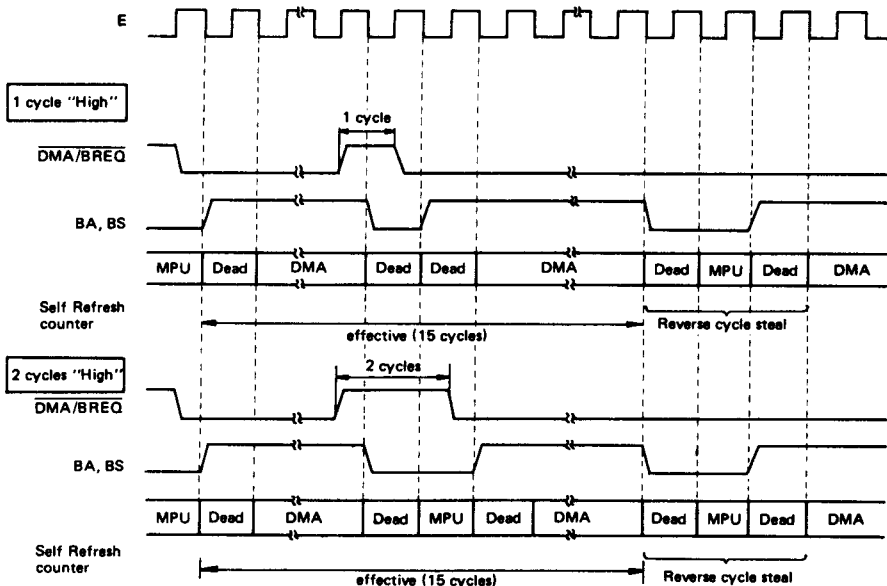 E
1 cycle "High"
1 cycle
DMA/BREQ
BA, BS
MPU Dead DMA Dead Dead DMA Dead MPU Dead DMA
Self Refresh
counter
effective (15 cycles)
Reverse cycle steal
2 cycles "High"
2 cycles
DMA/BREQ
BA, BS
MPU Dead DMA Dead MPU Dead DMA Dead MPU Dead DMA
Self Refresh
counter
effective (15 cycles)
Reverse cycle steal